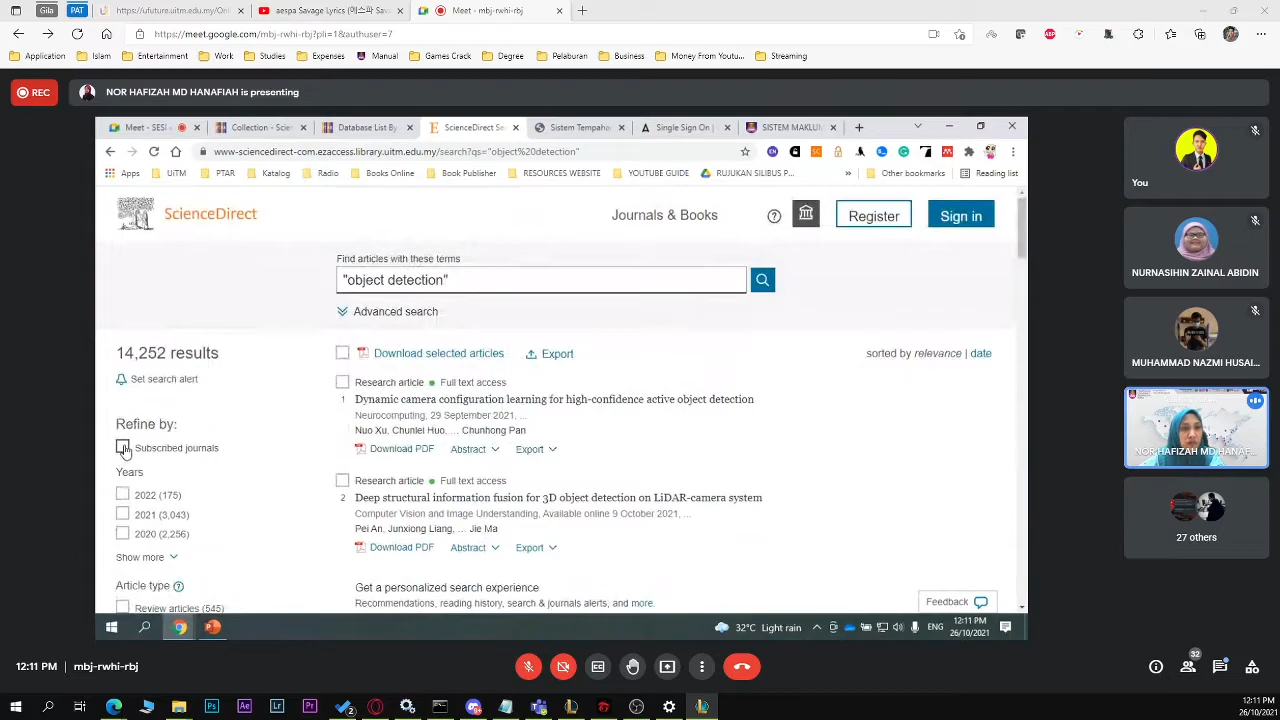 Gila
PAT
https://ufuture.uitm.edu.my/Onl
aespa Savage Lyrics (에스파 Savag
Meet - mbj-rwhi-rbj
https://meet.google.com/mbj-rwhi-rbj?pli=1&authuser=7
Application
Islam
Entertainment
Work
Studies
Expenses
Manual
Games Crack
Degree
Pelaburan
Business
Money From Youtu...
Streaming
REC
NOR HAFIZAH MD HANAFIAH is presenting
Meet - SESI
Collection - Scien
Database List By
ScienceDirect Se
Sistem Tempaha
Single Sign On |
SISTEM MAKLUM
www-sciencedirect-com.ezaccess.library.uitm.edu.my/search?qs="object%20detection"
Apps
UiTM
PTAR
Katalog
Radio
Books Online
Book Publisher
RESOURCES WEBSITE
YOUTUBE GUIDE
RUJUKAN SILIBUS P...
»
Other bookmarks
Reading list
ScienceDirect
Journals & Books
Register
Sign in
Find articles with these terms
"object detection"
Advanced search
14,252 results
Set search alert
Refine by:
Subscribed journals
Years
2022 (175)
2021 (3,043)
2020 (2,256)
Show more
Article type
Review articles (545)
Download selected articles
Export
sorted by relevance | date
Research article
Full text access
1
Dynamic camera configuration learning for high-confidence active object detection
Neurocomputing, 29 September 2021, ...
Nuo Xu, Chunlei Huo, ... Chunhong Pan
Download PDF
Abstract
Export
Research article
Full text access
2
Deep structural information fusion for 3D object detection on LiDAR-camera system
Computer Vision and Image Understanding, Available online 9 October 2021, ...
Pei An, Junxiong Liang, ... Jie Ma
Download PDF
Abstract
Export
Get a personalized search experience
Recommendations, reading history, search & journals alerts, and more.
Feedback
32°C Light rain
ENG
12:11 PM
26/10/2021
You
NURNASIHIN ZAINAL ABIDIN
MUHAMMAD NAZMI HUSAI...
NOR HAFIZAH MD HANAF...
27 others
12:11 PM
mbj-rwhi-rbj
32
12:11 PM
26/10/2021